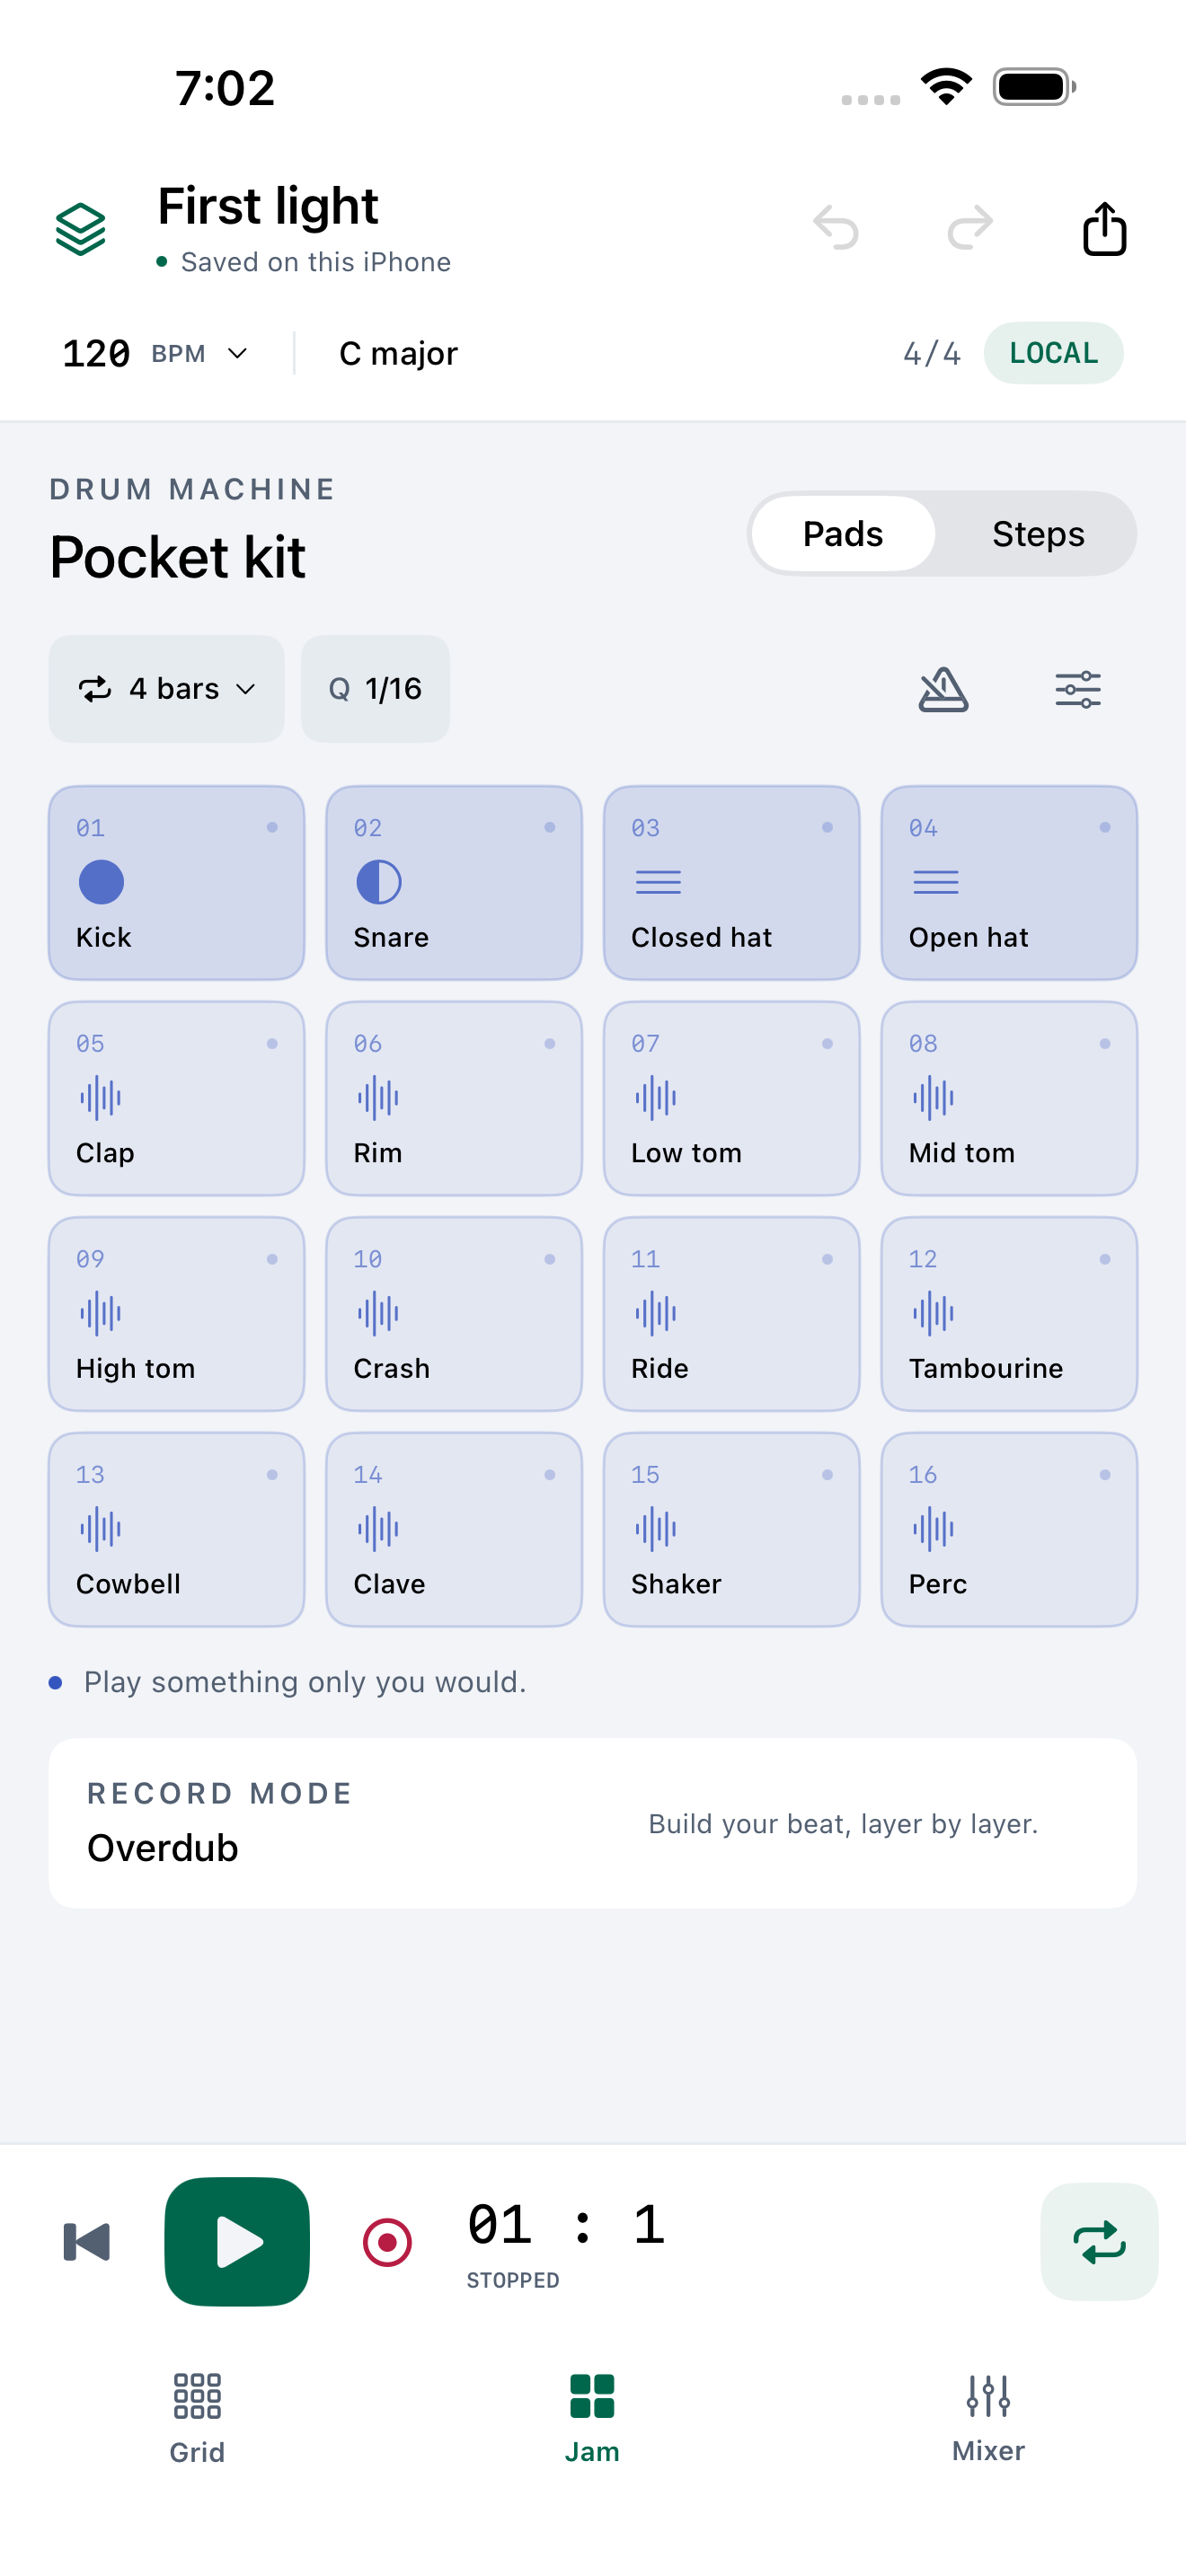 7:02
First light
Saved on this iPhone
120 BPM
C major
4/4
LOCAL
DRUM MACHINE
Pocket kit
Pads
Steps
4 bars
Q 1/16
01
02
03
04
Kick
Snare
Closed hat
Open hat
05
06
07
08
Clap
Rim
Low tom
Mid tom
09
10
11
12
High tom
Crash
Ride
Tambourine
13
14
15
16
Cowbell
Clave
Shaker
Perc
Play something only you would.
RECORD MODE
Overdub
Build your beat, layer by layer.
01 : 1
STOPPED
Grid
Jam
Mixer